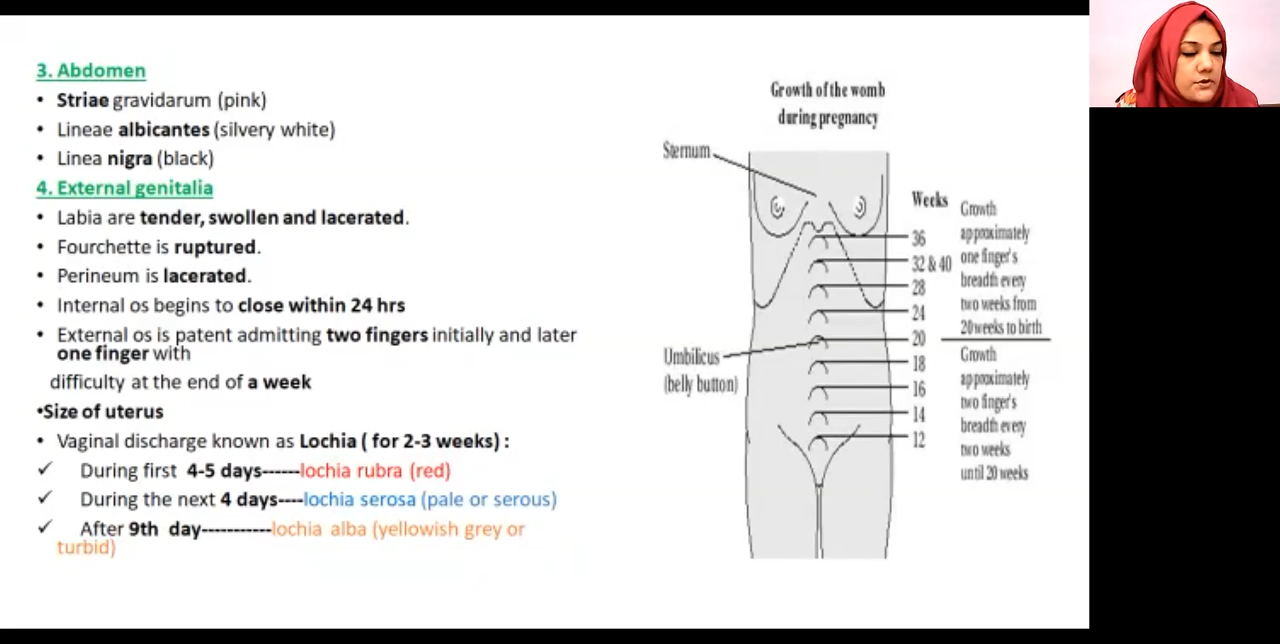 3. Abdomen
• Striae gravidarum (pink)
• Lineae albicantes (silvery white)
• Linea nigra (black)
4. External genitalia
• Labia are tender, swollen and lacerated.
• Fourchette is ruptured.
• Perineum is lacerated.
• Internal os begins to close within 24 hrs
• External os is patent admitting two fingers initially and later
one finger with
difficulty at the end of a week
•Size of uterus
• Vaginal discharge known as Lochia ( for 2-3 weeks) :
✓ During first 4-5 days------lochia rubra (red)
✓ During the next 4 days----lochia serosa (pale or serous)
✓ After 9th day-----------lochia alba (yellowish grey or
turbid)
Growth of the womb
during pregnancy
Sternum
Umbilicus
(belly button)
Weeks
36
32 & 40
28
24
20
18
16
14
12
Growth
approximately
one finger's
breadth every
two weeks from
20weeks to birth
Growth
approximately
two finger's
breadth every
two weeks
until 20 weeks